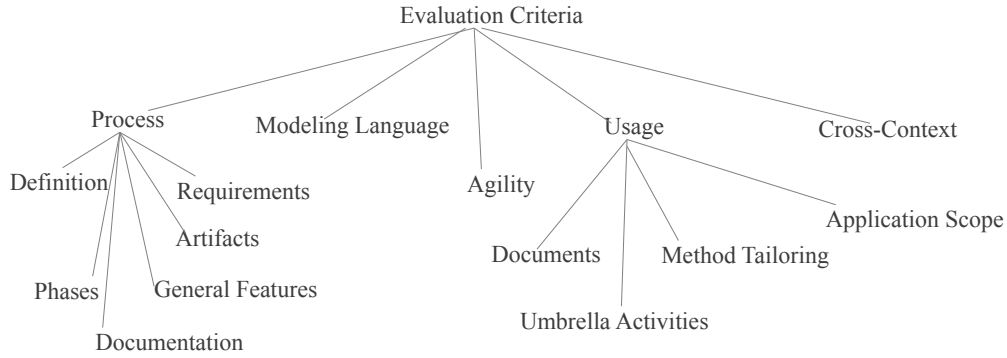 Evaluation Criteria
Process
Modeling Language
Usage
Cross-Context
Definition
Requirements
Agility
Artifacts
Application Scope
Documents
Method Tailoring
Phases
General Features
Umbrella Activities
Documentation